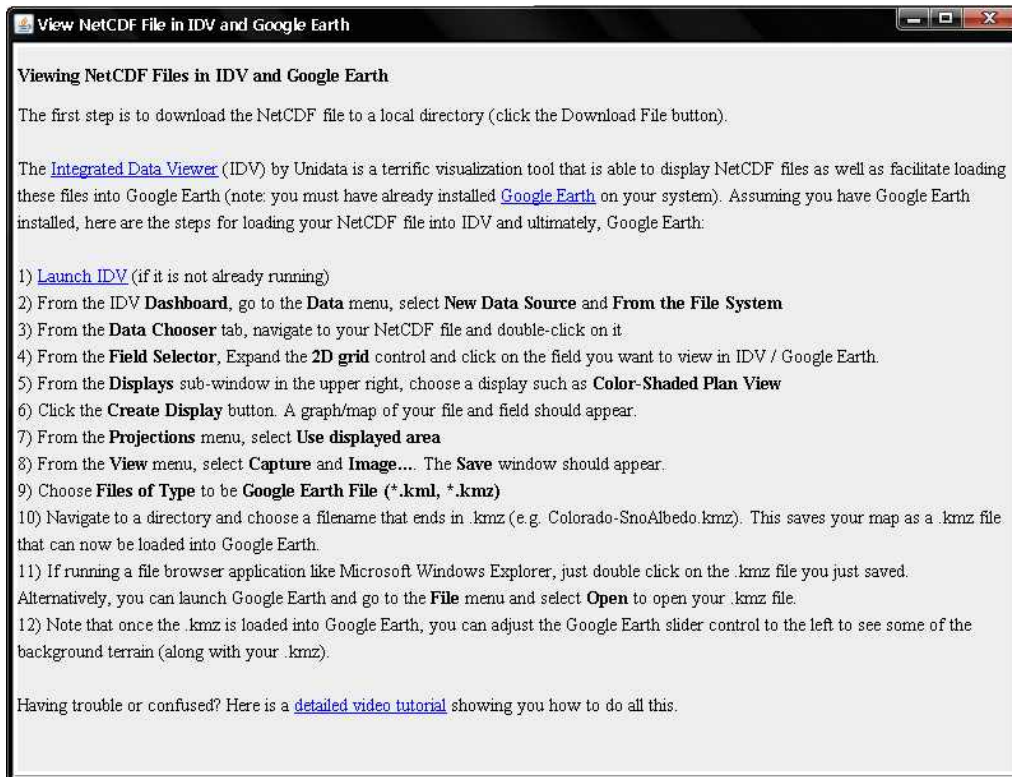 View NetCDF File in IDV and Google Earth
Viewing NetCDF Files in IDV and Google Earth
The first step is to download the NetCDF file to a local directory (click the Download File button).
The Integrated Data Viewer (IDV) by Unidata is a terrific visualization tool that is able to display NetCDF files as well as facilitate loading
these files into Google Earth (note: you must have already installed Google Earth on your system). Assuming you have Google Earth
installed, here are the steps for loading your NetCDF file into IDV and ultimately, Google Earth:
1) Launch IDV (if it is not already running)
2) From the IDV Dashboard, go to the Data menu, select New Data Source and From the File System
3) From the Data Chooser tab, navigate to your NetCDF file and double-click on it
4) From the Field Selector, Expand the 2D grid control and click on the field you want to view in IDV / Google Earth.
5) From the Displays sub-window in the upper right, choose a display such as Color-Shaded Plan View
6) Click the Create Display button. A graph/map of your file and field should appear.
7) From the Projections menu, select Use displayed area
8) From the View menu, select Capture and Image.... The Save window should appear.
9) Choose Files of Type to be Google Earth File (*.kml, *.kmz)
10) Navigate to a directory and choose a filename that ends in .kmz (e.g. Colorado-SnoAlbedo.kmz). This saves your map as a .kmz file
that can now be loaded into Google Earth.
11) If running a file browser application like Microsoft Windows Explorer, just double click on the .kmz file you just saved.
Alternatively, you can launch Google Earth and go to the File menu and select Open to open your .kmz file.
12) Note that once the .kmz is loaded into Google Earth, you can adjust the Google Earth slider control to the left to see some of the
background terrain (along with your .kmz).
Having trouble or confused? Here is a detailed video tutorial showing you how to do all this.